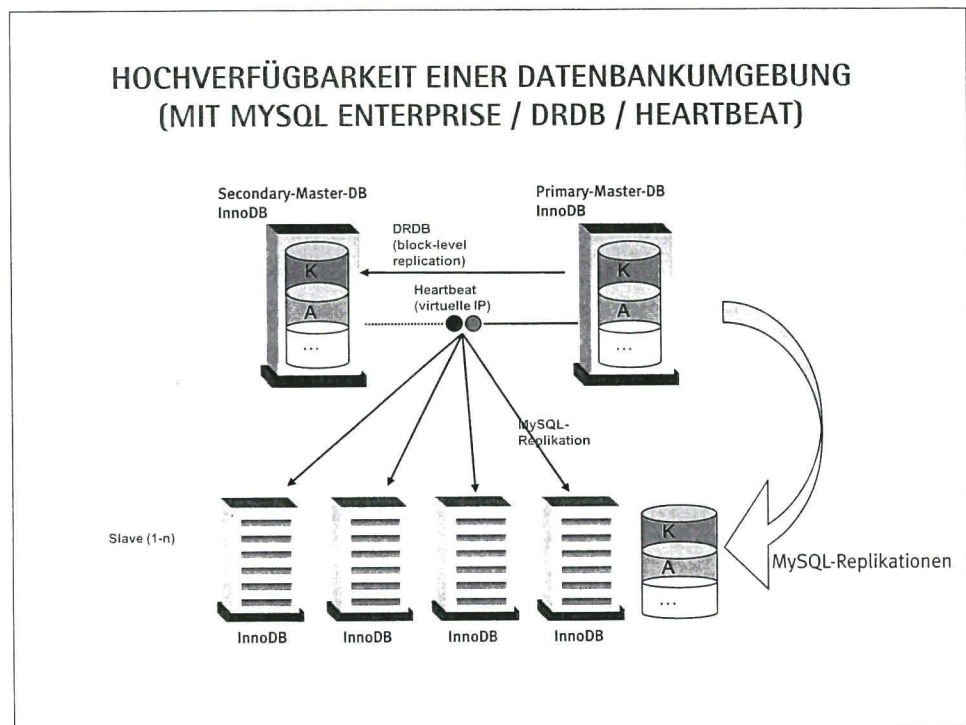 HOCHVERFÜGBARKEIT EINER DATENBANKUMGEBUNG
(MIT MYSQL ENTERPRISE / DRDB / HEARTBEAT)
Secondary-Master-DB
InnoDB
Primary-Master-DB
InnoDB
DRDB
(block-level
replication)
K
K
Heartbeat
(virtuelle IP)
A
A
...
...
MySQL-
Replikation
Slave (1-n)
K
A
...
MySQL-Replikationen
InnoDB
InnoDB
InnoDB
InnoDB